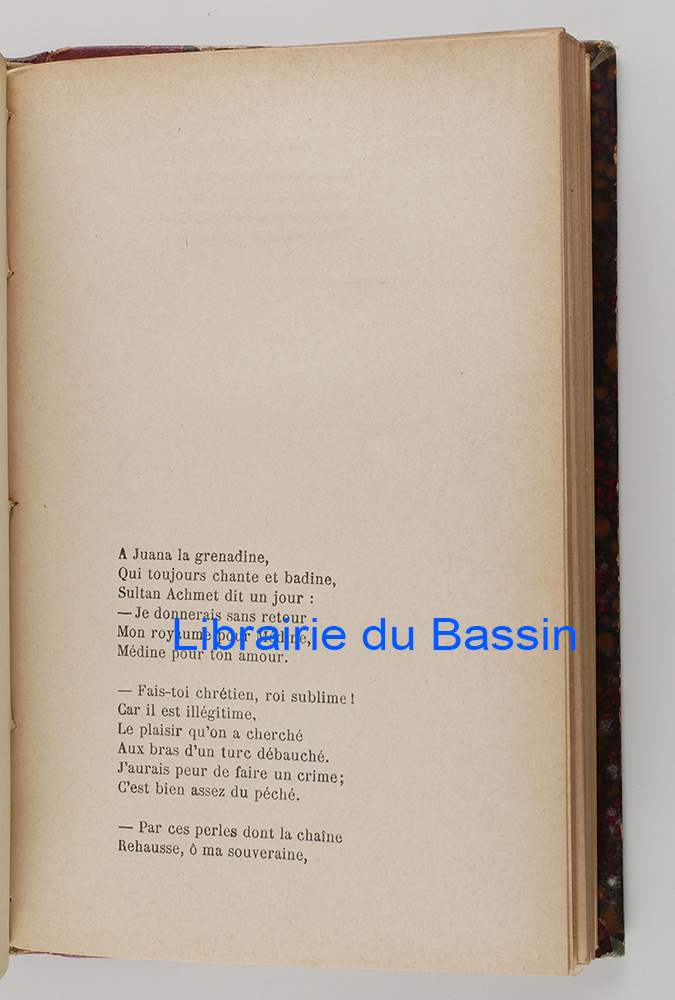 A Juana la grenadine,
Qui toujours chante et badine,
Sultan Achmet dit un jour :
— Je donnerais sans retour
Mon royaume pour Médine,
Médine pour ton amour.
— Fais-toi chrétien, roi sublime !
Car il est illégitime,
Le plaisir qu'on a cherché
Aux bras d'un turc débauché.
J'aurais peur de faire un crime;
C'est bien assez du péché.
— Par ces perles dont la chaîne
Rehausse, ô ma souveraine,
Librairie du Bassin